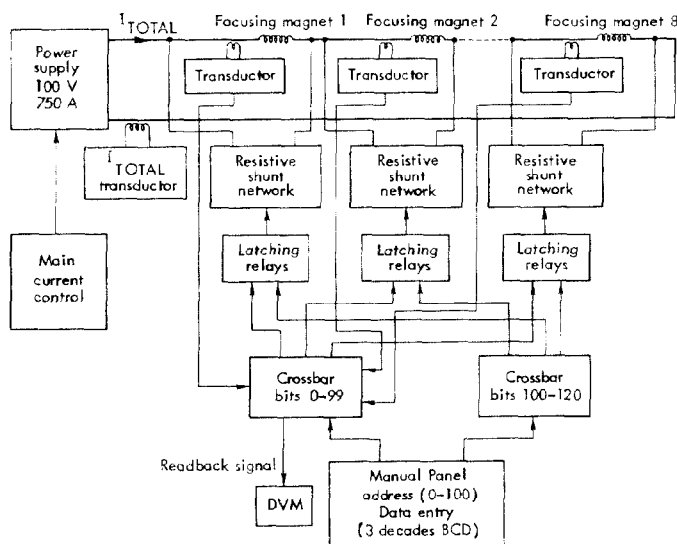 I TOTAL
Focusing magnet 1
Focusing magnet 2
Focusing magnet 8
Power
supply
100 V
750 A
Transductor
Transductor
Transductor
I TOTAL
transductor
Resistive
shunt
network
Resistive
shunt
network
Resistive
shunt
network
Main
current
control
Latching
relays
Latching
relays
Latching
relays
Crossbar
bits 0-99
Crossbar
bits 100-120
Readback signal
DVM
Manual Panel
address (0-100)
Data entry
(3 decades BCD)